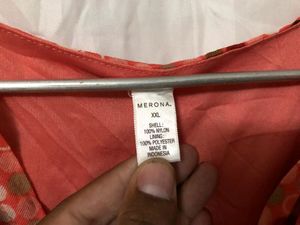 MERONA.
XXL
SHELL:
100% NYLON
LINING:
100% POLYESTER
MADE IN
INDONESIA